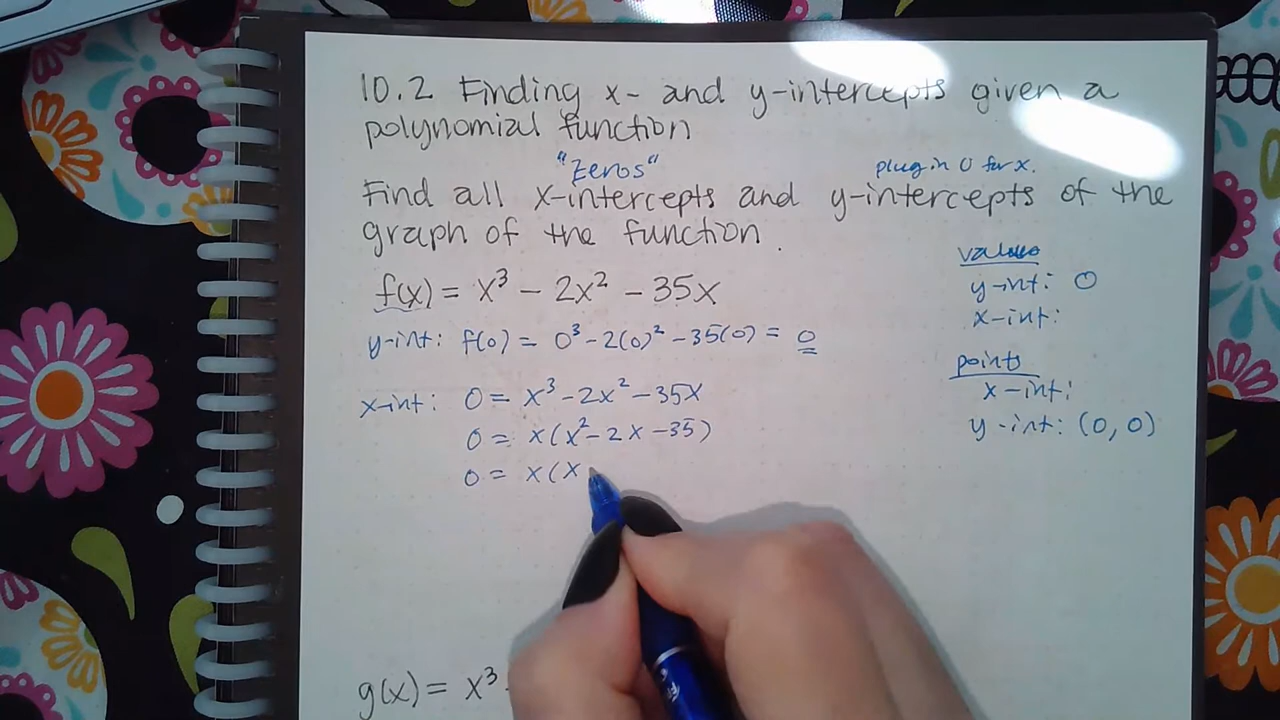 10.2 Finding x- and y-intercepts given a
polynomial function
"Zeros"
plug in 0 for x.
Find all x-intercepts and y-intercepts of the
graph of the function.
f(x) = x³ - 2x² - 35x
y-int: f(0) = 0³ - 2(0)² - 35(0) = 0
x-int: 0 = x³ - 2x² - 35x
0 = x(x² - 2x - 35)
0 = x(x
values
y-int: 0
x-int:
points
x-int:
y-int: (0, 0)
g(x) = x³